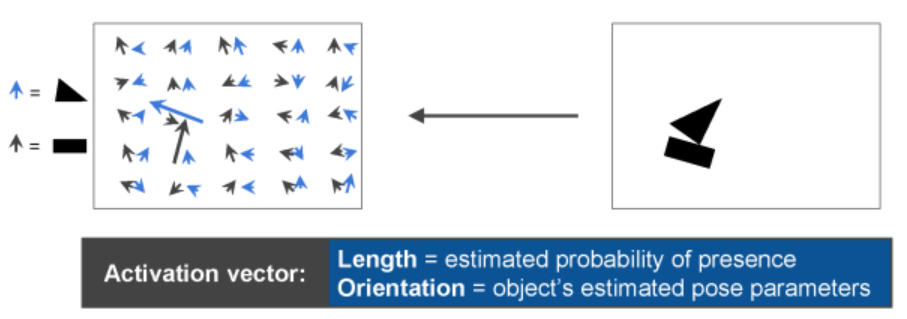 =
=
Activation vector:
Length = estimated probability of presence
Orientation = object's estimated pose parameters